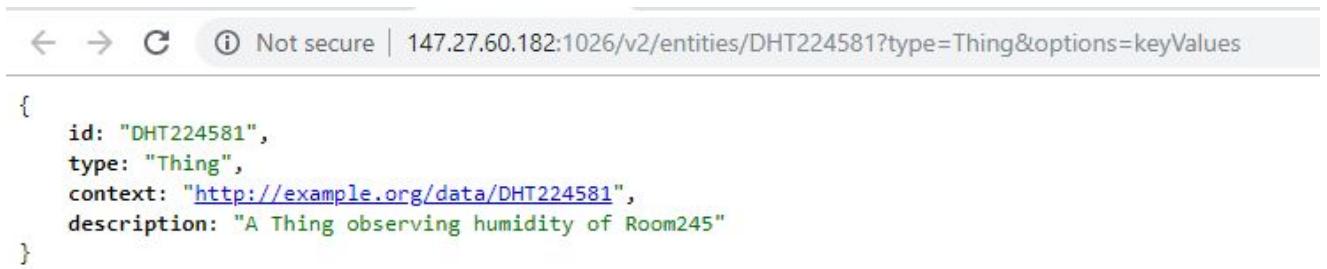 Not secure | 147.27.60.182:1026/v2/entities/DHT224581?type=Thing&options=keyValues
{
id: "DHT224581",
type: "Thing",
context: "http://example.org/data/DHT224581",
description: "A Thing observing humidity of Room245"
}